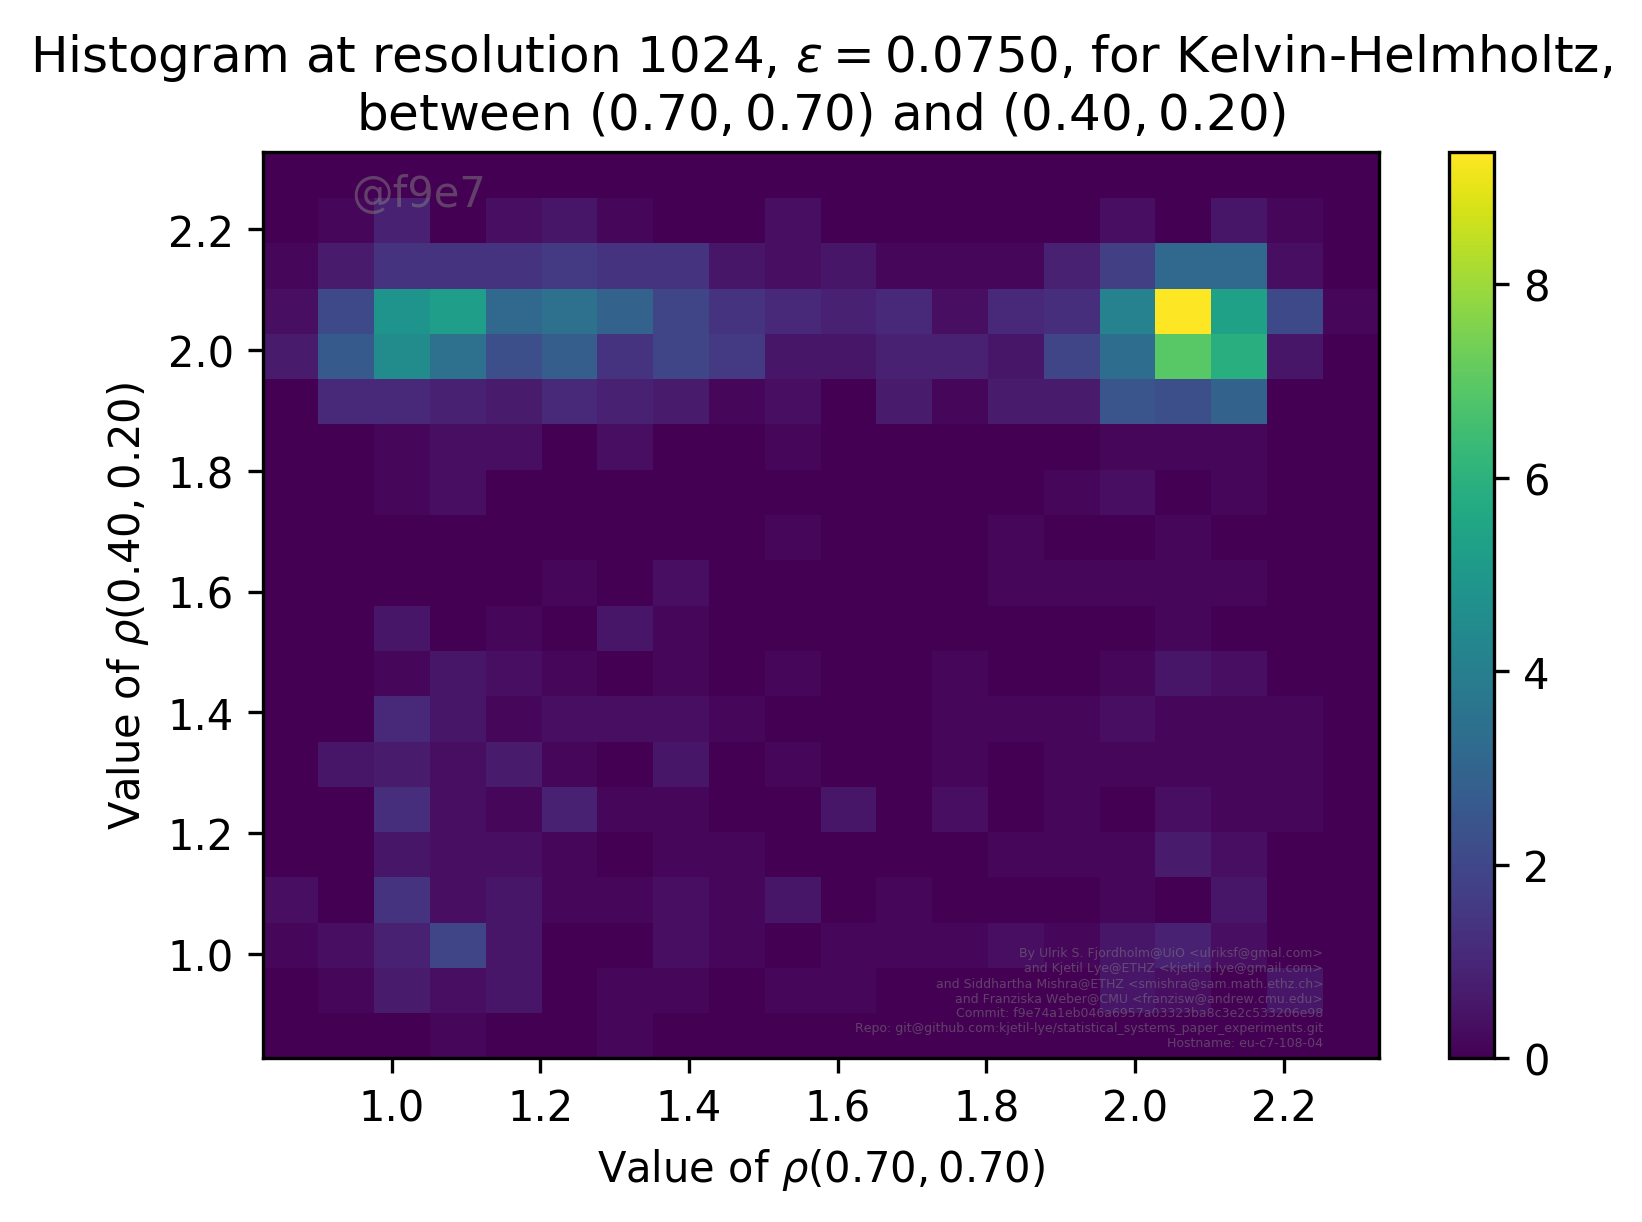 Histogram at resolution 1024, ε = 0.0750, for Kelvin-Helmholtz,
between (0.70, 0.70) and (0.40, 0.20)
@f9e7
2.2
2.0
1.8
1.6
1.4
1.2
1.0
Value of ρ(0.40, 0.20)
8
6
4
2
0
By Ulrik S. Fjordholm@UiO <ulriksf@gmal.com>
and Kjetil Lye@ETHZ <kjetil.o.lye@gmail.com>
and Siddhartha Mishra@ETHZ <smishra@sam.math.ethz.ch>
and Franziska Weber@CMU <franzisw@andrew.cmu.edu>
Commit: f9e74a1eb046a6957a03323ba8c3e2c533206e98
Repo: git@github.com:kjetil-lye/statistical_systems_paper_experiments.git
Hostname: eu-c7-108-04
1.0 1.2 1.4 1.6 1.8 2.0 2.2
Value of ρ(0.70, 0.70)